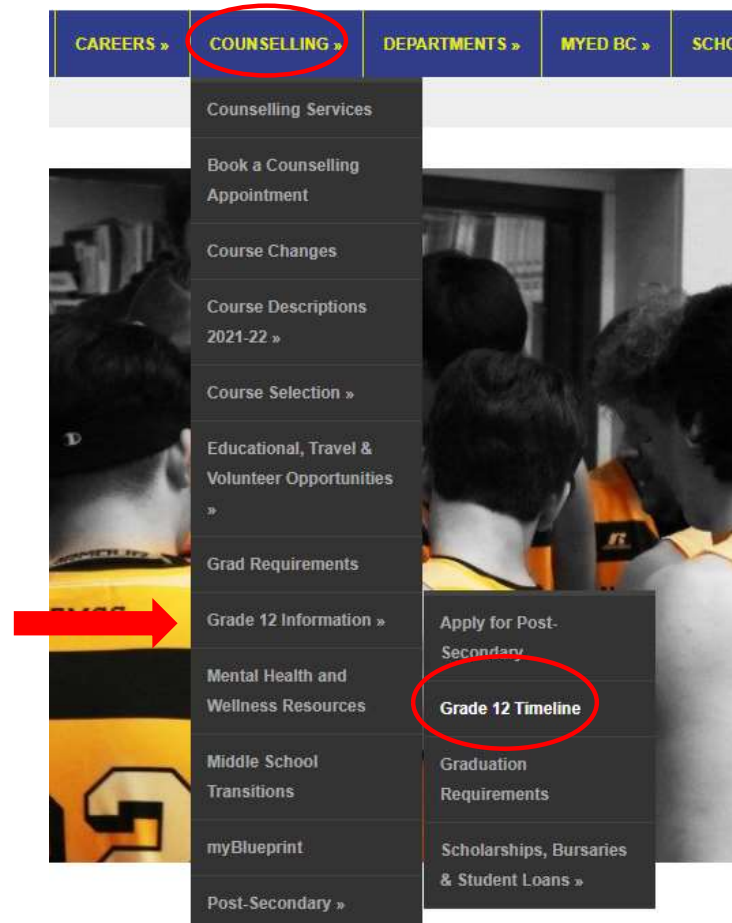 CAREERS »
COUNSELLING »
DEPARTMENTS »
MYED BC »
Counselling Services
Book a Counselling
Appointment
Course Changes
Course Descriptions
2021-22 »
Course Selection »
Educational, Travel &
Volunteer Opportunities
»
Grad Requirements
Grade 12 Information »
Mental Health and
Wellness Resources
Middle School
Transitions
myBlueprint
Post-Secondary »
Apply for Post-
Secondary
Grade 12 Timeline
Graduation
Requirements
Scholarships, Bursaries
& Student Loans »